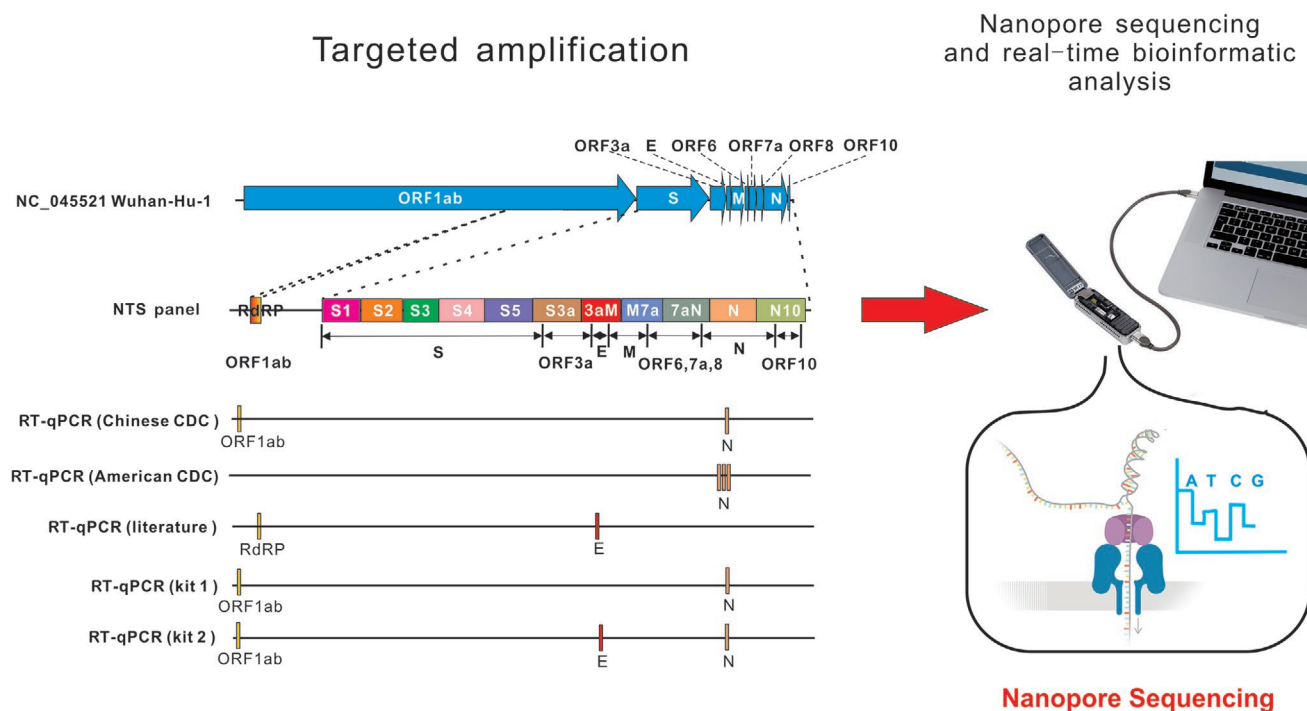 Targeted amplification
Nanopore sequencing
and real-time bioinformatic
analysis
ORF3a E ORF6 ORF7a ORF8 ORF10
NC_045521 Wuhan-Hu-1
ORF1ab S M N
NTS panel
RdRP S1 S2 S3 S4 S5 S3a 3aM M7a 7aN N N10
ORF1ab S ORF3a E M ORF6,7a,8 N ORF10
RT-qPCR (Chinese CDC)
ORF1ab N
RT-qPCR (American CDC)
N
RT-qPCR (literature )
RdRP E
RT-qPCR (kit 1 )
ORF1ab N
RT-qPCR (kit 2 )
ORF1ab E N
A T C G
Nanopore Sequencing